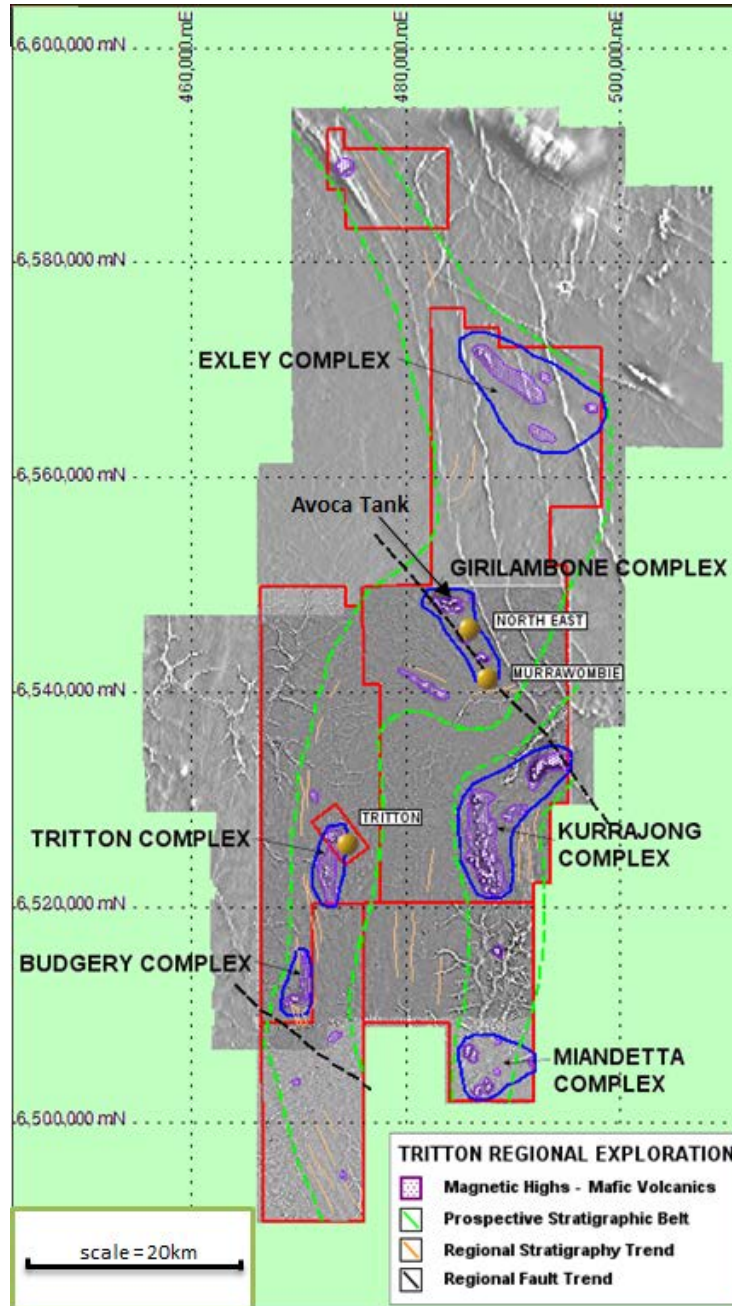 6,600,000 mN
460,000 mE
480,000 mE
500,000 mE
6,580,000 mN
EXLEY COMPLEX
6,560,000 mN
Avoca Tank
GIRILAMBONE COMPLEX
NORTH EAST
MURRAWOMBIE
6,540,000 mN
TRITTON
TRITTON COMPLEX
KURRAJONG
COMPLEX
6,520,000 mN
BUDGERY COMPLEX
MIANDETTA
COMPLEX
6,500,000 mN
TRITTON REGIONAL EXPLORATION
Magnetic Highs - Mafic Volcanics
Prospective Stratigraphic Belt
Regional Stratigraphy Trend
Regional Fault Trend
scale = 20km